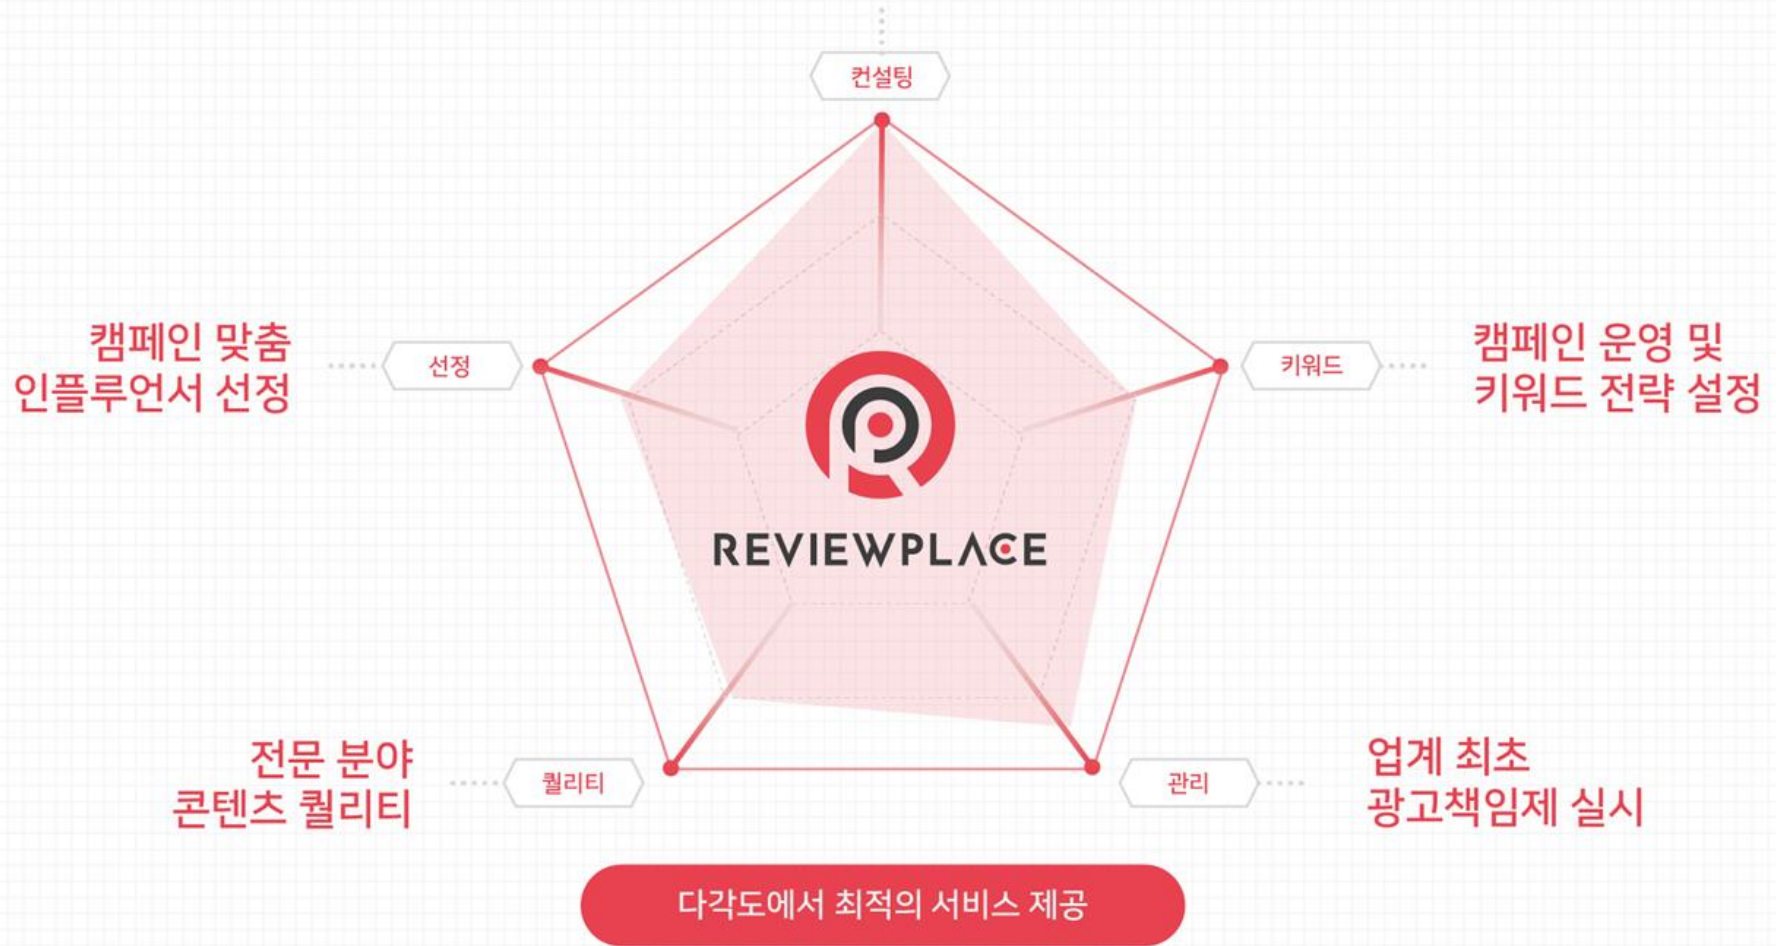 컨설팅
캠페인 맞춤
인플루언서 선정
선정
키워드
캠페인 운영 및
키워드 전략 설정
REVIEWPLACE
전문 분야
콘텐츠 퀄리티
퀄리티
관리
업계 최초
광고책임제 실시
다각도에서 최적의 서비스 제공